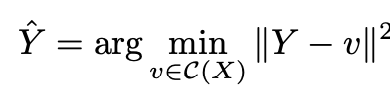 Ŷ = arg min_{v∈𝒞(X)} ‖Y − v‖²